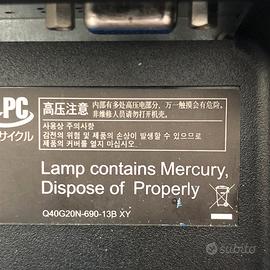 PC
サイクル
高压注意
内部有多处高压电部分,万一触摸会有危险,
非维修人员请勿打开机壳。
사용상 주의사항
감전의 위험 및 제품의 손상이 발생할 수 있으므로
제품의 커버를 열지 마십시오.
Lamp contains Mercury,
Dispose of Properly
Q40G20N-690-13B XY
subito